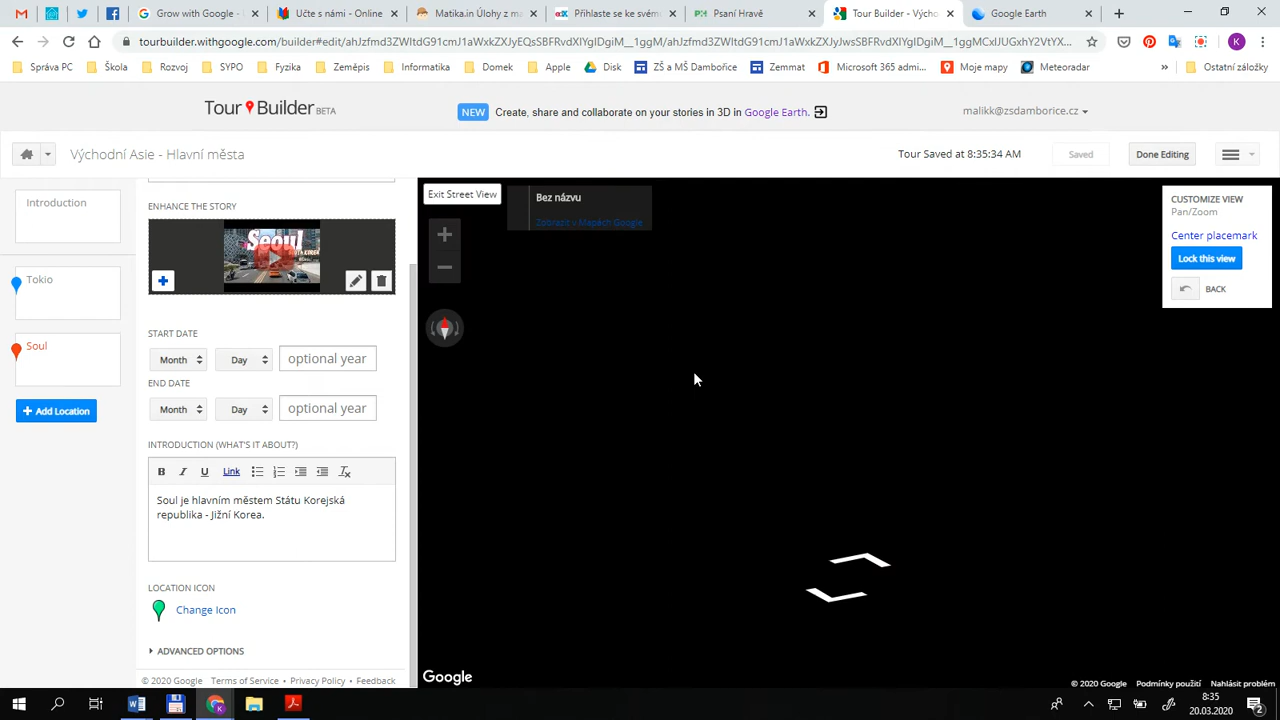 Grow with Google -
Učte s námi - Online
Matika.in Úlohy z ma
Přihlaste se ke svém
Psaní Hravé
Tour Builder - Výcho
Google Earth
K
tourbuilder.withgoogle.com/builder#edit/
Správa PC
Škola
Rozvoj
SYPO
Fyzika
Zeměpis
Informatika
Domek
Apple
Disk
ZŠ a MŠ Dambořice
Zemmat
Microsoft 365 admi...
Moje mapy
Meteoradar
»
Ostatní záložky
Tour Builder BETA
NEW Create, share and collaborate on your stories in 3D in Google Earth.
malikk@zsdamborice.cz
Východní Asie - Hlavní města
Tour Saved at 8:35:34 AM
Saved
Done Editing
Introduction
Tokio
Soul
+ Add Location
ENHANCE THE STORY
Seoul
START DATE
Month Day optional year
END DATE
Month Day optional year
INTRODUCTION (WHAT'S IT ABOUT?)
B I U Link
Soul je hlavním městem Státu Korejská
republika - Jižní Korea.
LOCATION ICON
Change Icon
ADVANCED OPTIONS
© 2020 Google Terms of Service • Privacy Policy • Feedback
Exit Street View
Bez názvu
Zobrazit v Mapách Google
CUSTOMIZE VIEW
Pan/Zoom
Center placemark
Lock this view
BACK
Google
© 2020 Google Podmínky použití Nahlásit problém
8:35
20.03.2020
2